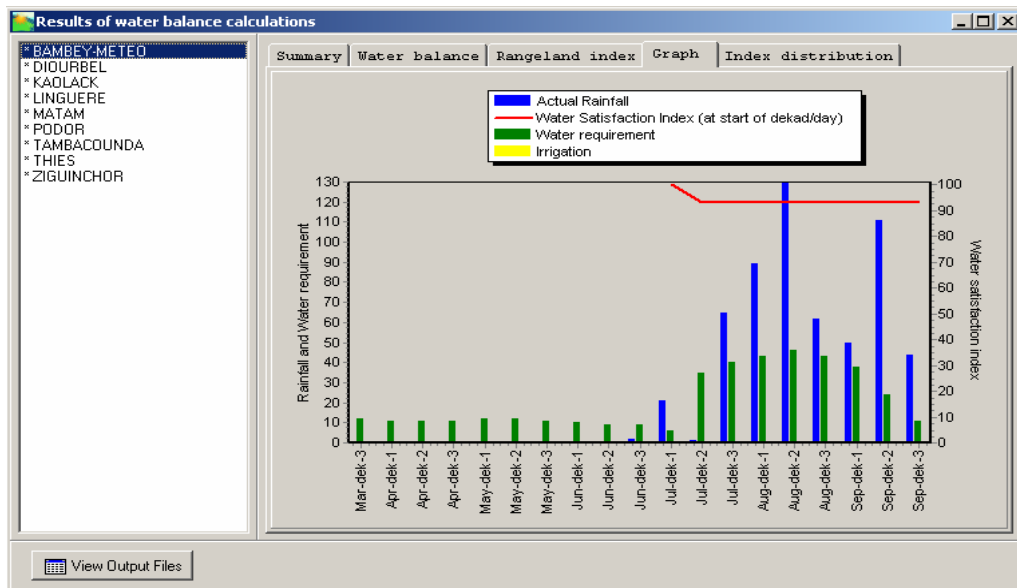 Results of water balance calculations
* BAMBEY-METEO
* DIOURBEL
* KAOLACK
* LINGUERE
* MATAM
* PODOR
* TAMBACOUNDA
* THIES
* ZIGUINCHOR
Summary Water balance Rangeland index Graph Index distribution
Actual Rainfall
Water Satisfaction Index (at start of dekad/day)
Water requirement
Irrigation
Rainfall and Water requirement
130
120
110
100
90
80
70
60
50
40
30
20
10
0
100
90
80
70
60
50
40
30
20
10
0
Water satisfaction index
Mar-dek-3
Apr-dek-1
Apr-dek-2
Apr-dek-3
May-dek-1
May-dek-2
May-dek-3
Jun-dek-1
Jun-dek-2
Jun-dek-3
Jul-dek-1
Jul-dek-2
Jul-dek-3
Aug-dek-1
Aug-dek-2
Aug-dek-3
Sep-dek-1
Sep-dek-2
Sep-dek-3
View Output Files